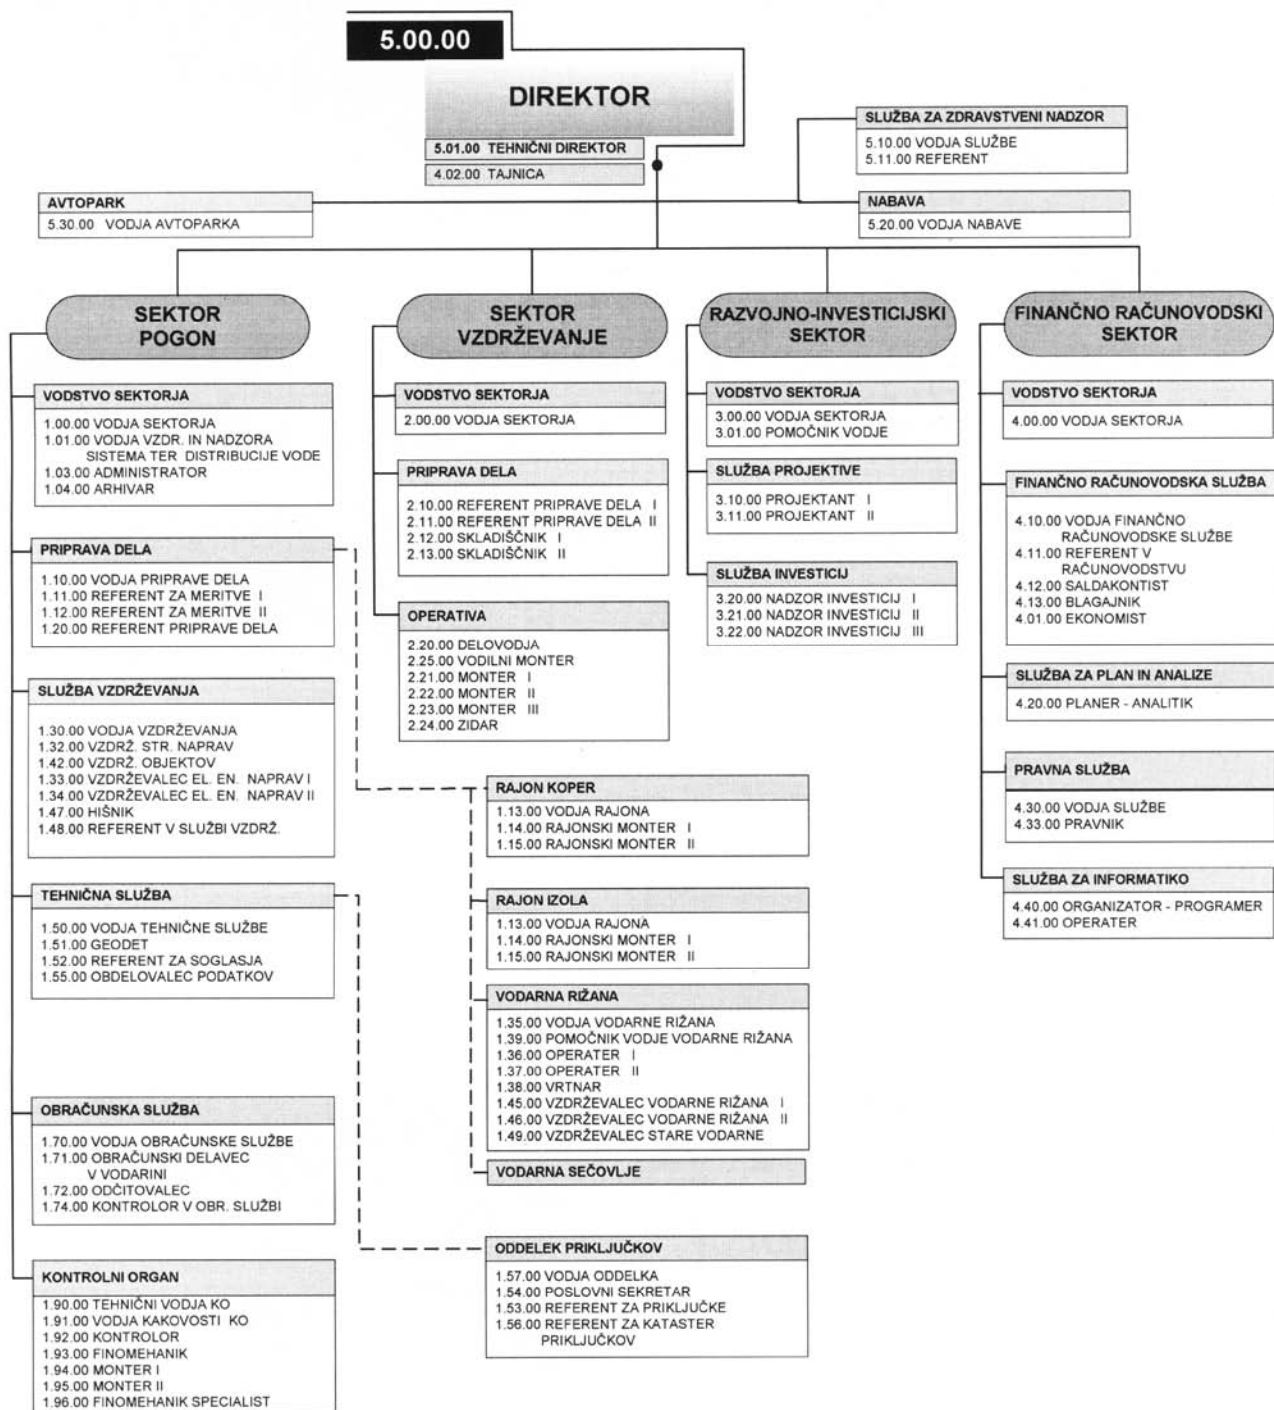 5.00.00
DIREKTOR
5.01.00 TEHNIČNI DIREKTOR
4.02.00 TAJNICA
SLUŽBA ZA ZDRAVSTVENI NADZOR
5.10.00 VODJA SLUŽBE
5.11.00 REFERENT
AVTOPARK
5.30.00 VODJA AVTOPARKA
NABAVA
5.20.00 VODJA NABAVE
SEKTOR
POGON
VODSTVO SEKTORJA
1.00.00 VODJA SEKTORJA
1.01.00 VODJA VZDR. IN NADZORA
SISTEMA TER DISTRIBUCIJE VODE
1.03.00 ADMINISTRATOR
1.04.00 ARHIVAR
PRIPRAVA DELA
1.10.00 VODJA PRIPRAVE DELA
1.11.00 REFERENT ZA MERITVE I
1.12.00 REFERENT ZA MERITVE II
1.20.00 REFERENT PRIPRAVE DELA
SLUŽBA VZDRŽEVANJA
1.30.00 VODJA VZDRŽEVANJA
1.32.00 VZDRŽ. STR. NAPRAV
1.42.00 VZDRŽ. OBJEKTOV
1.33.00 VZDRŽEVALEC EL. EN. NAPRAV I
1.34.00 VZDRŽEVALEC EL. EN. NAPRAV II
1.47.00 HIŠNIK
1.48.00 REFERENT V SLUŽBI VZDRŽ.
TEHNIČNA SLUŽBA
1.50.00 VODJA TEHNIČNE SLUŽBE
1.51.00 GEODET
1.52.00 REFERENT ZA SOGLASJA
1.55.00 OBDELOVALEC PODATKOV
OBRAČUNSKA SLUŽBA
1.70.00 VODJA OBRAČUNSKE SLUŽBE
1.71.00 OBRAČUNSKI DELAVEC
V VODARINI
1.72.00 ODČITOVALEC
1.74.00 KONTROLOR V OBR. SLUŽBI
KONTROLNI ORGAN
1.90.00 TEHNIČNI VODJA KO
1.91.00 VODJA KAKOVOSTI KO
1.92.00 KONTROLOR
1.93.00 FINOMEHANIK
1.94.00 MONTER I
1.95.00 MONTER II
1.96.00 FINOMEHANIK SPECIALIST
SEKTOR
VZDRŽEVANJE
VODSTVO SEKTORJA
2.00.00 VODJA SEKTORJA
PRIPRAVA DELA
2.10.00 REFERENT PRIPRAVE DELA I
2.11.00 REFERENT PRIPRAVE DELA II
2.12.00 SKLADIŠČNIK I
2.13.00 SKLADIŠČNIK II
OPERATIVA
2.20.00 DELOVODJA
2.25.00 VODILNI MONTER
2.21.00 MONTER I
2.22.00 MONTER II
2.23.00 MONTER III
2.24.00 ZIDAR
RAJON KOPER
1.13.00 VODJA RAJONA
1.14.00 RAJONSKI MONTER I
1.15.00 RAJONSKI MONTER II
RAJON IZOLA
1.13.00 VODJA RAJONA
1.14.00 RAJONSKI MONTER I
1.15.00 RAJONSKI MONTER II
VODARNA RIŽANA
1.35.00 VODJA VODARNE RIŽANA
1.39.00 POMOČNIK VODJE VODARNE RIŽANA
1.36.00 OPERATER I
1.37.00 OPERATER II
1.38.00 VRTNAR
1.45.00 VZDRŽEVALEC VODARNE RIŽANA I
1.46.00 VZDRŽEVALEC VODARNE RIŽANA II
1.49.00 VZDRŽEVALEC STARE VODARNE
VODARNA SEČOVLJE
ODDELEK PRIKLJUČKOV
1.57.00 VODJA ODDELKA
1.54.00 POSLOVNI SEKRETAR
1.53.00 REFERENT ZA PRIKLJUČKE
1.56.00 REFERENT ZA KATASTER
PRIKLJUČKOV
RAZVOJNO-INVESTICIJSKI
SEKTOR
VODSTVO SEKTORJA
3.00.00 VODJA SEKTORJA
3.01.00 POMOČNIK VODJE
SLUŽBA PROJEKTIVE
3.10.00 PROJEKTANT I
3.11.00 PROJEKTANT II
SLUŽBA INVESTICIJ
3.20.00 NADZOR INVESTICIJ I
3.21.00 NADZOR INVESTICIJ II
3.22.00 NADZOR INVESTICIJ III
FINANČNO RAČUNOVODSKI
SEKTOR
VODSTVO SEKTORJA
4.00.00 VODJA SEKTORJA
FINANČNO RAČUNOVODSKA SLUŽBA
4.10.00 VODJA FINANČNO
RAČUNOVODSKE SLUŽBE
4.11.00 REFERENT V
RAČUNOVODSTVU
4.12.00 SALDAKONTIST
4.13.00 BLAGAJNIK
4.01.00 EKONOMIST
SLUŽBA ZA PLAN IN ANALIZE
4.20.00 PLANER - ANALITIK
PRAVNA SLUŽBA
4.30.00 VODJA SLUŽBE
4.33.00 PRAVNIK
SLUŽBA ZA INFORMATIKO
4.40.00 ORGANIZATOR - PROGRAMER
4.41.00 OPERATER